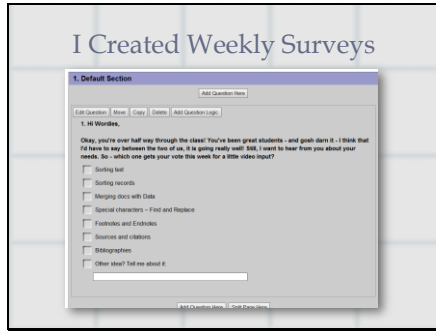 I Created Weekly Surveys
1. Default Section
Add Question Here
Edit Question Move Copy Delete Add Question Logic
1. Hi Wordies,
Okay, you're over half way through the class! You've been great students - and gosh darn it - I think that
I'd have to say between the two of us, it is going really well! Still, I want to hear from you about your
needs. So - which one gets your vote this week for a little video input?
Sorting text
Sorting records
Merging docs with Data
Special characters – Find and Replace
Footnotes and Endnotes
Sources and citations
Bibliographies
Other idea? Tell me about it:
Add Question Here Split Page Here